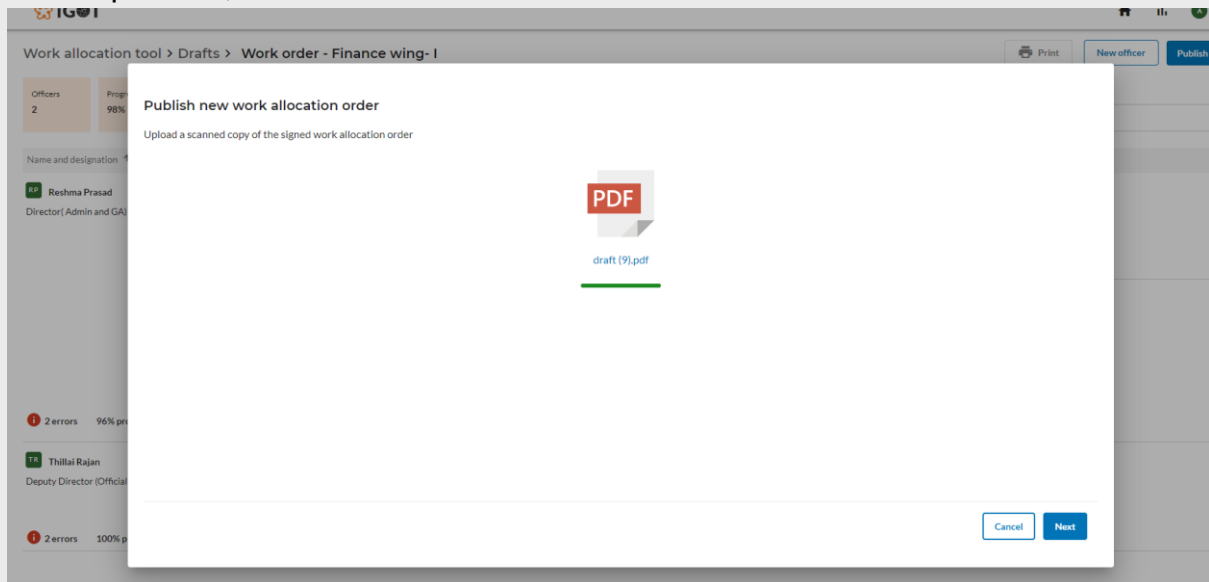 iGOT
Work allocation tool > Drafts > Work order - Finance wing- I
Print
New officer
Publish
Officers
2
98%
Publish new work allocation order
Upload a scanned copy of the signed work allocation order
Name and designation
RP Reshma Prasad
Director( Admin and GA)
PDF
draft (9).pdf
2 errors 96%
TR Thillai Rajan
Deputy Director (Official
2 errors 100%
Cancel
Next